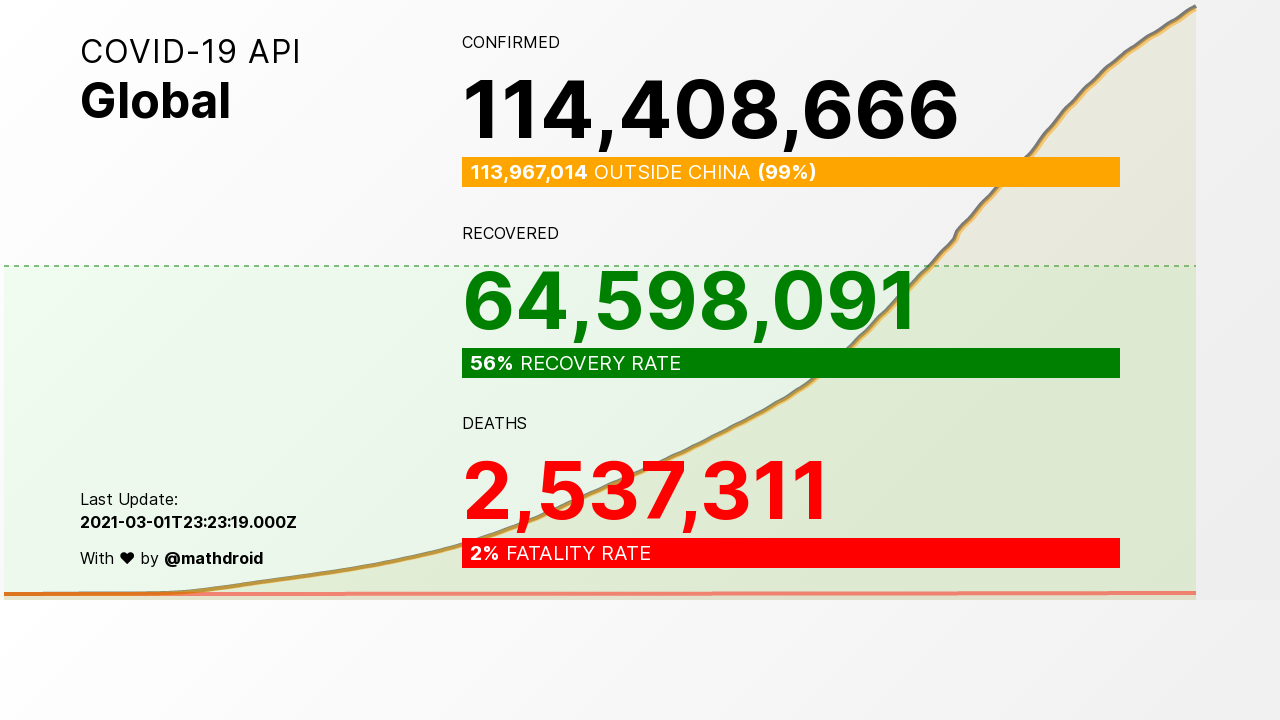 COVID-19 API
Global
CONFIRMED
114,408,666
113,967,014 OUTSIDE CHINA (99%)
RECOVERED
64,598,091
56% RECOVERY RATE
DEATHS
2,537,311
2% FATALITY RATE
Last Update:
2021-03-01T23:23:19.000Z
With ♥ by @mathdroid